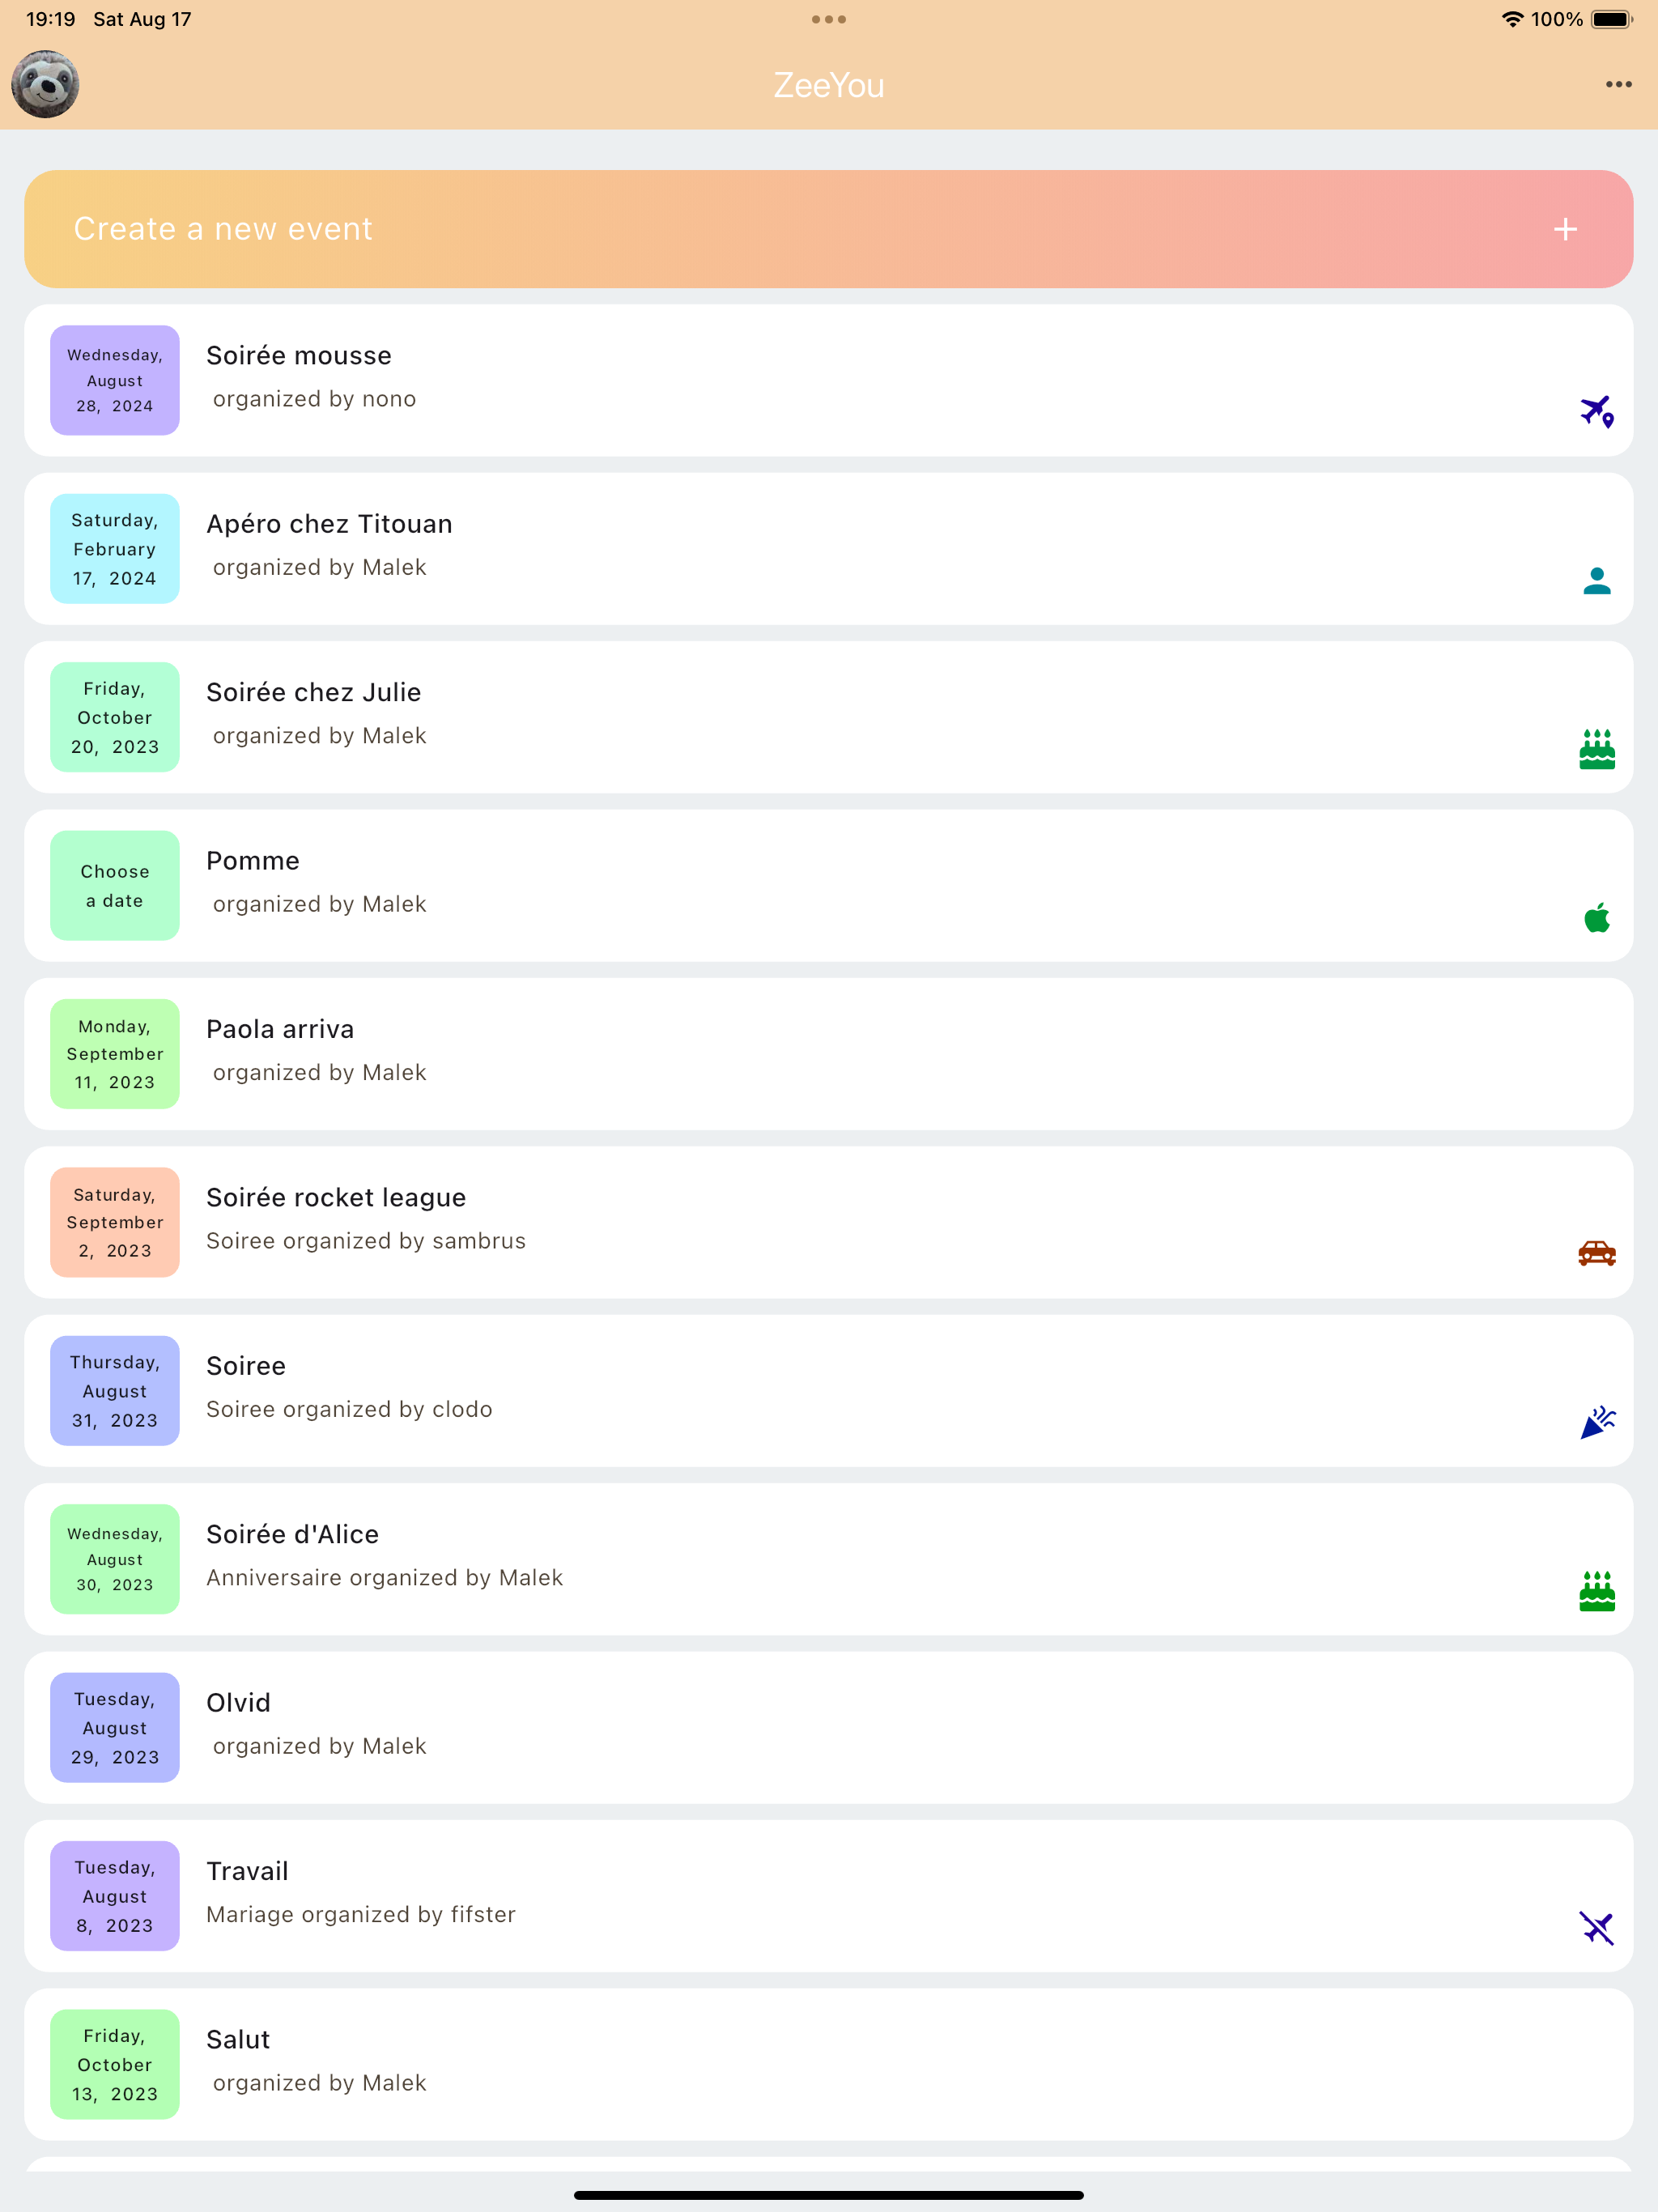 19:19 Sat Aug 17
100%
ZeeYou
Create a new event
Wednesday,
August
28, 2024
Soirée mousse
organized by nono
Saturday,
February
17, 2024
Apéro chez Titouan
organized by Malek
Friday,
October
20, 2023
Soirée chez Julie
organized by Malek
Choose
a date
Pomme
organized by Malek
Monday,
September
11, 2023
Paola arriva
organized by Malek
Saturday,
September
2, 2023
Soirée rocket league
Soiree organized by sambrus
Thursday,
August
31, 2023
Soiree
Soiree organized by clodo
Wednesday,
August
30, 2023
Soirée d'Alice
Anniversaire organized by Malek
Tuesday,
August
29, 2023
Olvid
organized by Malek
Tuesday,
August
8, 2023
Travail
Mariage organized by fifster
Friday,
October
13, 2023
Salut
organized by Malek